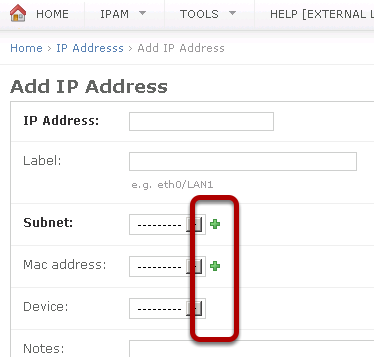 HOME IPAM TOOLS HELP [EXTERNAL L
Home › IP Addresss › Add IP Address
Add IP Address
IP Address:
Label:
e.g. eth0/LAN1
Subnet: ---------
Mac address: ---------
Device: ---------
Notes: